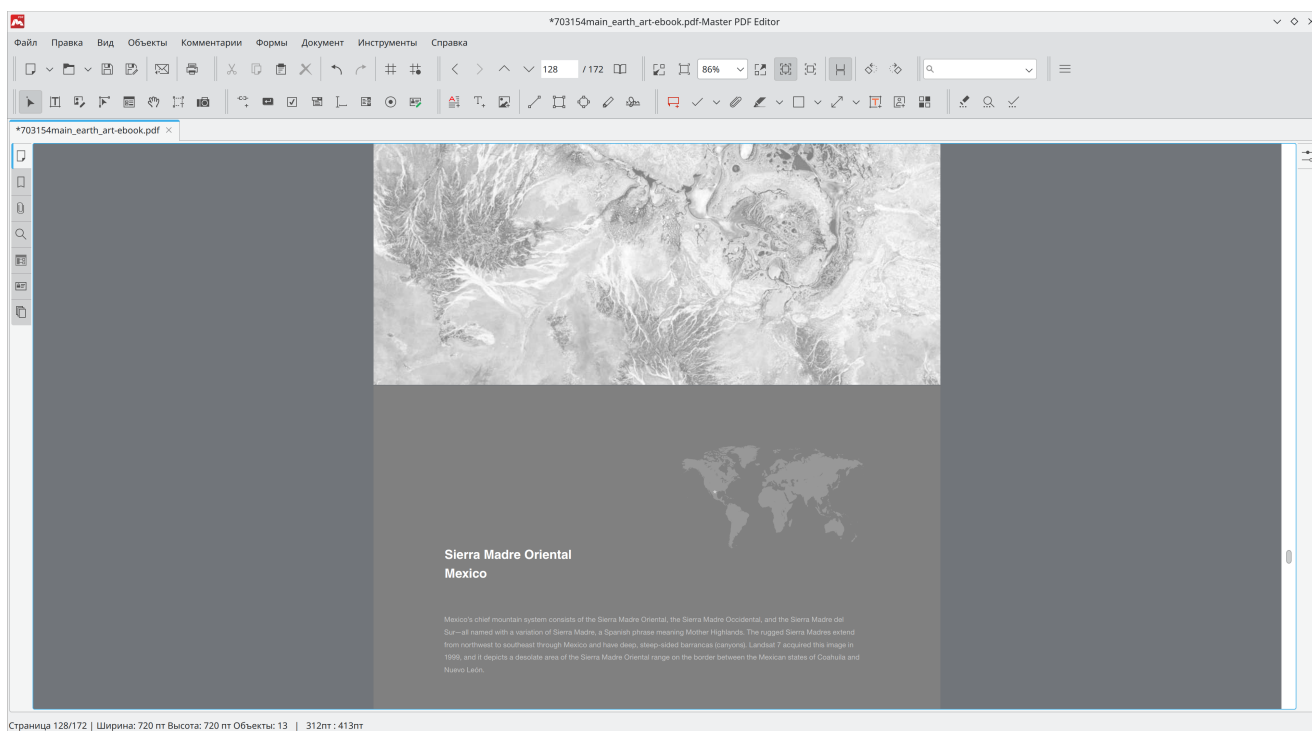 *703154main_earth_art-ebook.pdf-Master PDF Editor
Файл Правка Вид Объекты Комментарии Формы Документ Инструменты Справка
128 / 172 86%
*703154main_earth_art-ebook.pdf
Sierra Madre Oriental
Mexico
Mexico's chief mountain system consists of the Sierra Madre Oriental, the Sierra Madre Occidental, and the Sierra Madre del
Sur—all named with a variation of Sierra Madre, a Spanish phrase meaning Mother Highlands. The rugged Sierra Madres extend
from northwest to southeast through Mexico and have deep, steep-sided barrancas (canyons). Landsat 7 acquired this image in
1999, and it depicts a desolate area of the Sierra Madre Oriental range on the border between the Mexican states of Coahuila and
Nuevo León.
Страница 128/172 | Ширина: 720 пт Высота: 720 пт Объекты: 13 | 312пт : 413пт